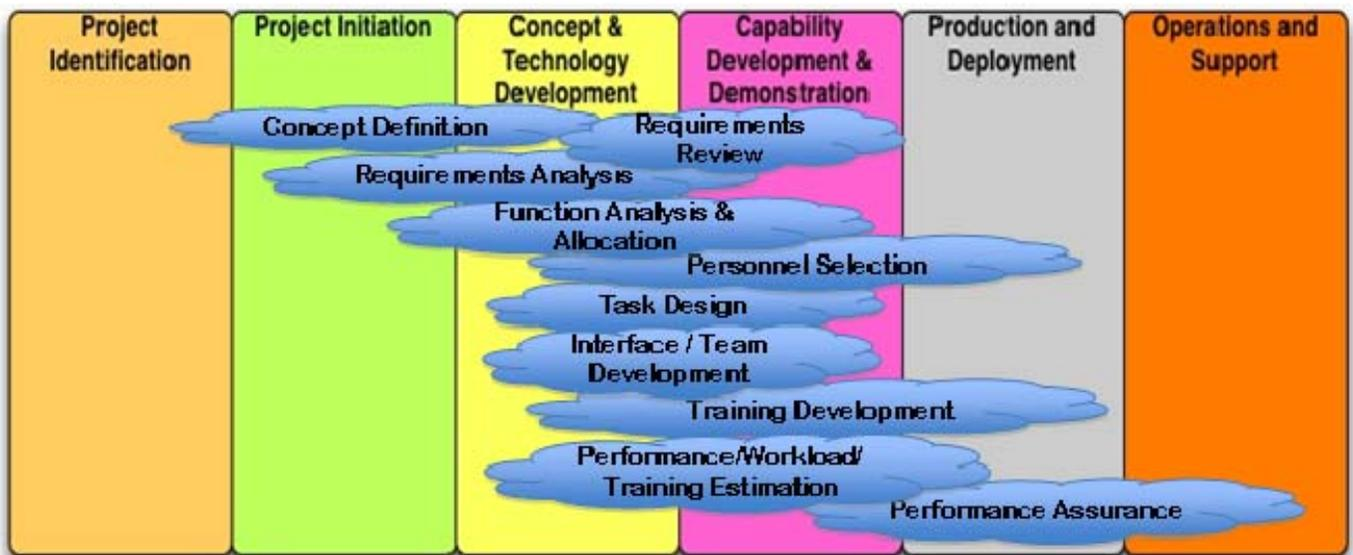 Project
Identification
Project Initiation
Concept &
Technology
Development
Capability
Development &
Demonstration
Production and
Deployment
Operations and
Support
Concept Definition
Requirements
Review
Requirements Analysis
Function Analysis &
Allocation
Personnel Selection
Task Design
Interface / Team
Development
Training Development
Performance/Workload/
Training Estimation
Performance Assurance